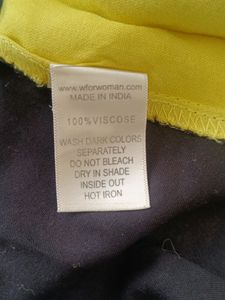 www.wforwoman.com
MADE IN INDIA
100%VISCOSE
WASH DARK COLORS
SEPARATELY
DO NOT BLEACH
DRY IN SHADE
INSIDE OUT
HOT IRON